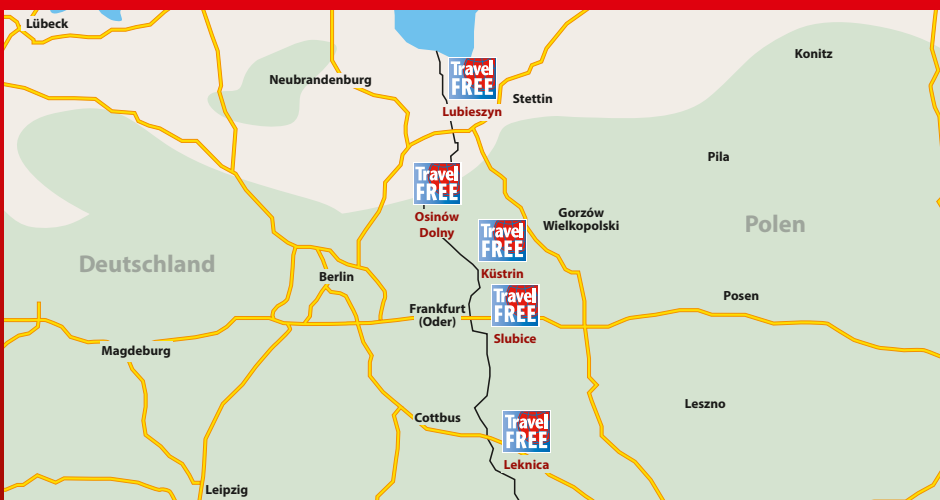 Lübeck
Konitz
Neubrandenburg
Travel
FREE
Stettin
Lubieszyn
Pila
Travel
FREE
Osinów
Dolny
Gorzów
Wielkopolski
Polen
Travel
FREE
Küstrin
Deutschland
Berlin
Travel
FREE
Slubice
Posen
Frankfurt
(Oder)
Magdeburg
Leszno
Cottbus
Travel
FREE
Leknica
Leipzig